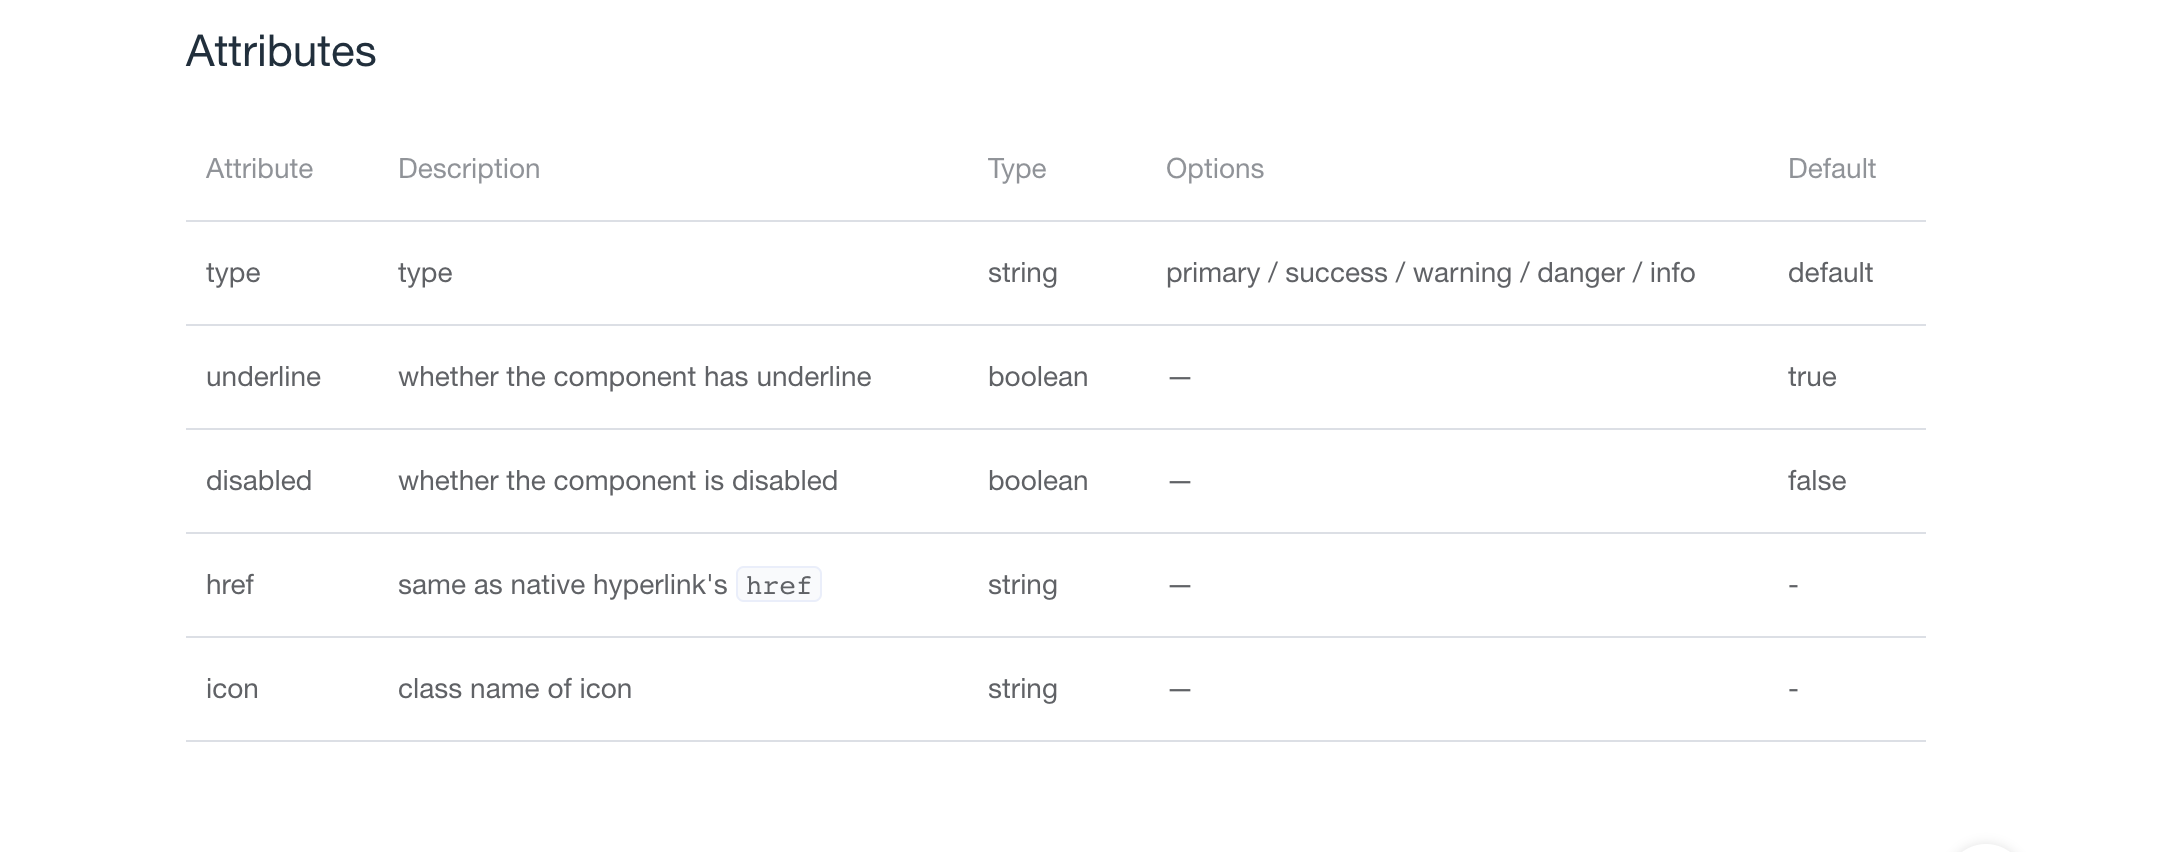 Attributes
Attribute Description Type Options Default
type type string primary / success / warning / danger / info default
underline whether the component has underline boolean — true
disabled whether the component is disabled boolean — false
href same as native hyperlink's href string — -
icon class name of icon string — -